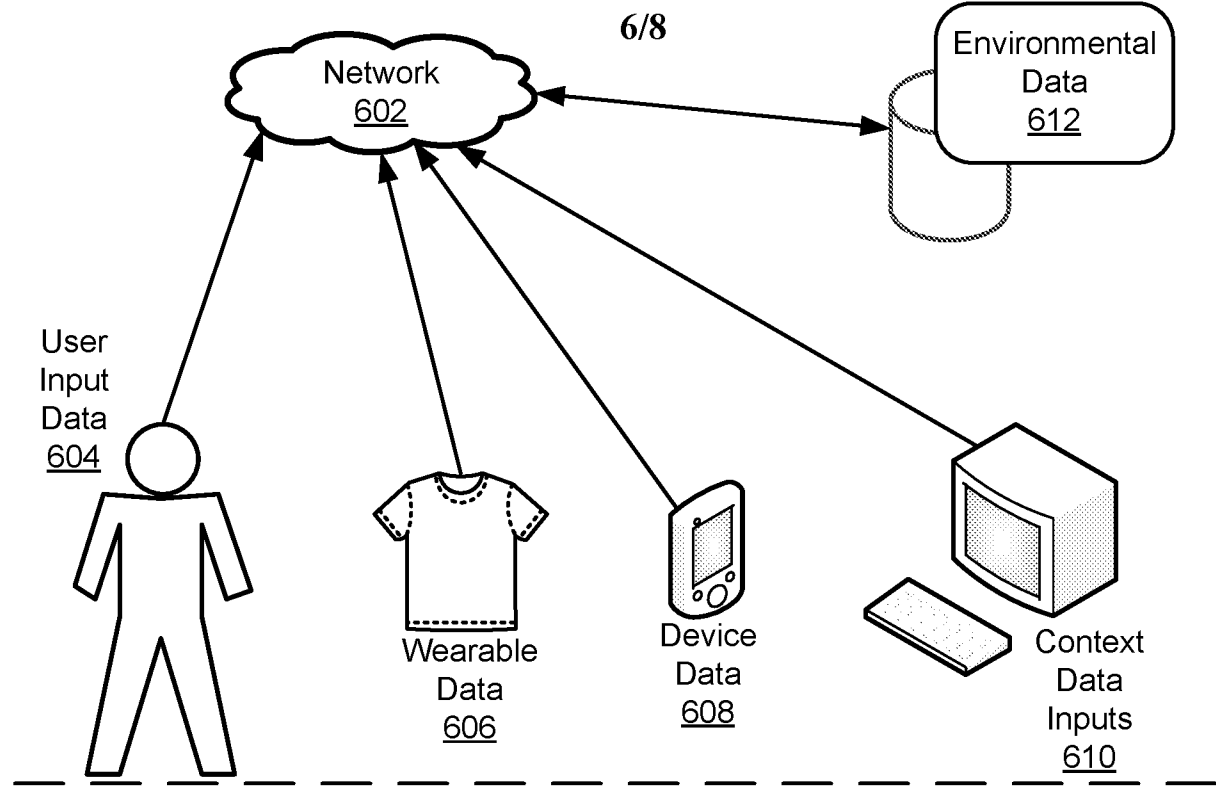 6/8
Network
602
Environmental
Data
612
User
Input
Data
604
Wearable
Data
606
Device
Data
608
Context
Data
Inputs
610